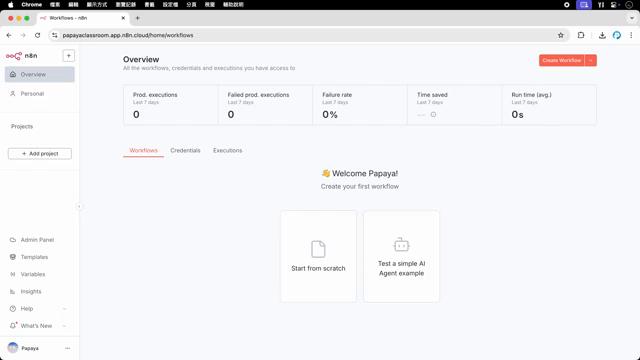 Chrome 檔案 編輯 顯示方式 瀏覽記錄 書籤 設定檔 分頁 視窗 輔助說明
Workflows - n8n
papayaclassroom.app.n8n.cloud/home/workflows
n8n
Overview
Personal
Projects
Add project
Admin Panel
Templates
Variables
Insights
Help
What's New
Papaya
Overview
All the workflows, credentials and executions you have access to
Create Workflow
Prod. executions
Last 7 days
0
Failed prod. executions
Last 7 days
0
Failure rate
Last 7 days
0%
Time saved
Last 7 days
--
Run time (avg.)
Last 7 days
0s
Workflows Credentials Executions
👋 Welcome Papaya!
Create your first workflow
Start from scratch
Test a simple AI
Agent example